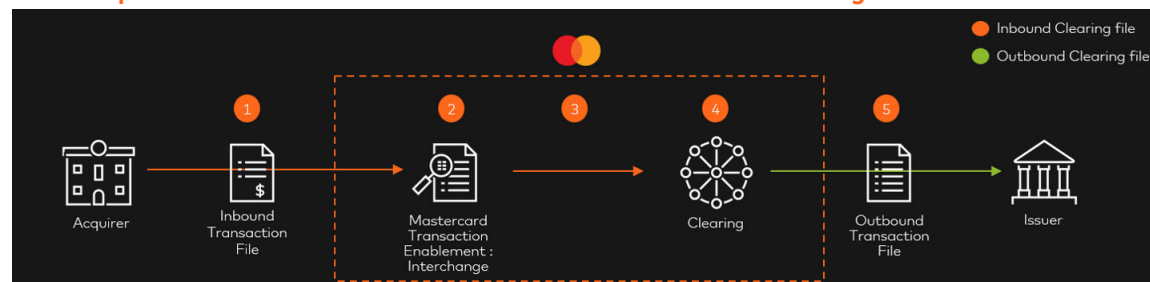 Inbound Clearing file
Outbound Clearing file
1
2
3
4
5
Acquirer
Inbound
Transaction
File
Mastercard
Transaction
Enablement :
Interchange
Clearing
Outbound
Transaction
File
Issuer
$